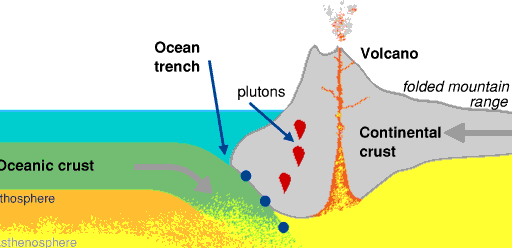 Ocean
trench
Volcano
plutons
folded mountain
range
Continental
crust
Oceanic crust
thosphere
sthenosphere